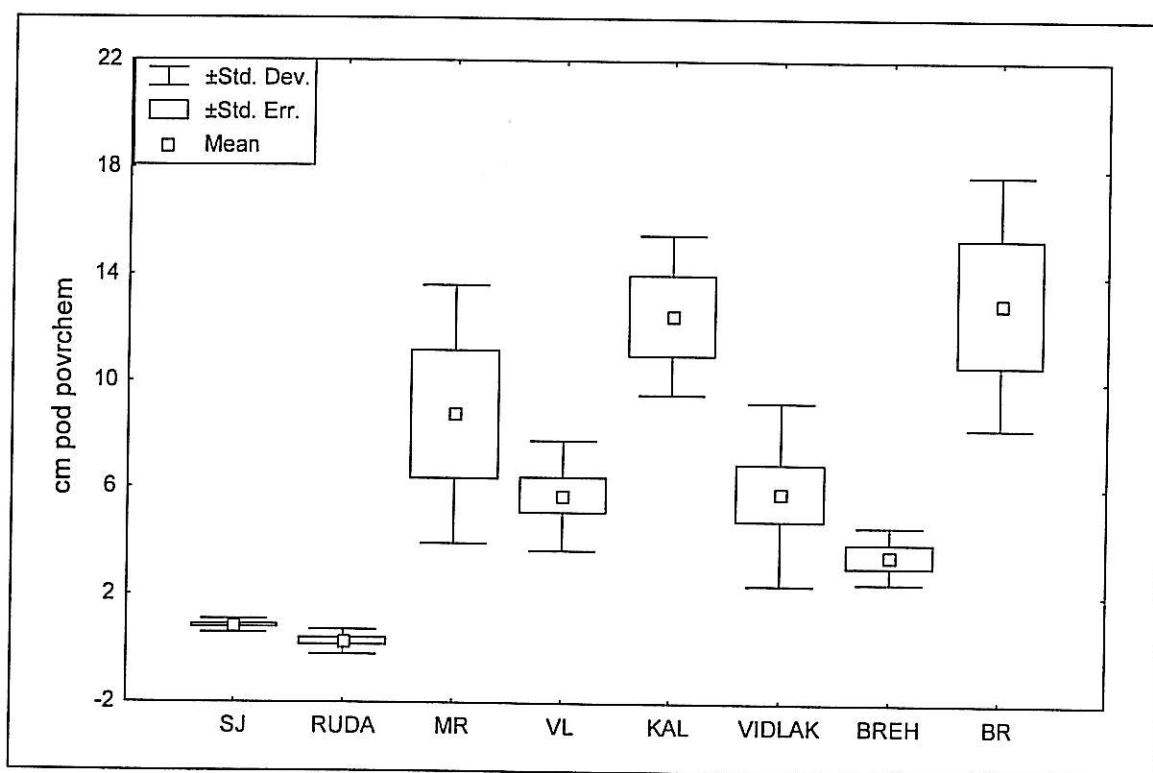 22
±Std. Dev.
±Std. Err.
Mean
18
14
10
6
2
-2
cm pod povrchem
SJ RUDA MR VL KAL VIDLAK BREH BR